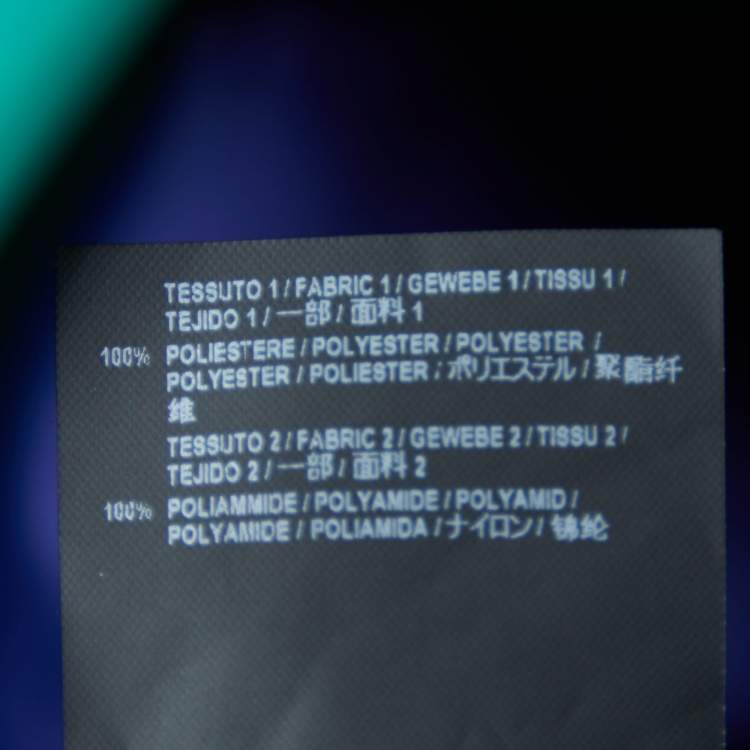 TESSUTO 1 / FABRIC 1 / GEWEBE 1 / TISSU 1 /
TEJIDO 1 / 一部 / 面料 1
100% POLIESTERE / POLYESTER / POLYESTER /
POLYESTER / POLIESTER / ポリエステル / 聚酯纤
维
TESSUTO 2 / FABRIC 2 / GEWEBE 2 / TISSU 2 /
TEJIDO 2 / 一部 / 面料 2
100% POLIAMMIDE / POLYAMIDE / POLYAMID /
POLYAMIDE / POLIAMIDA / ナイロン / 锦纶